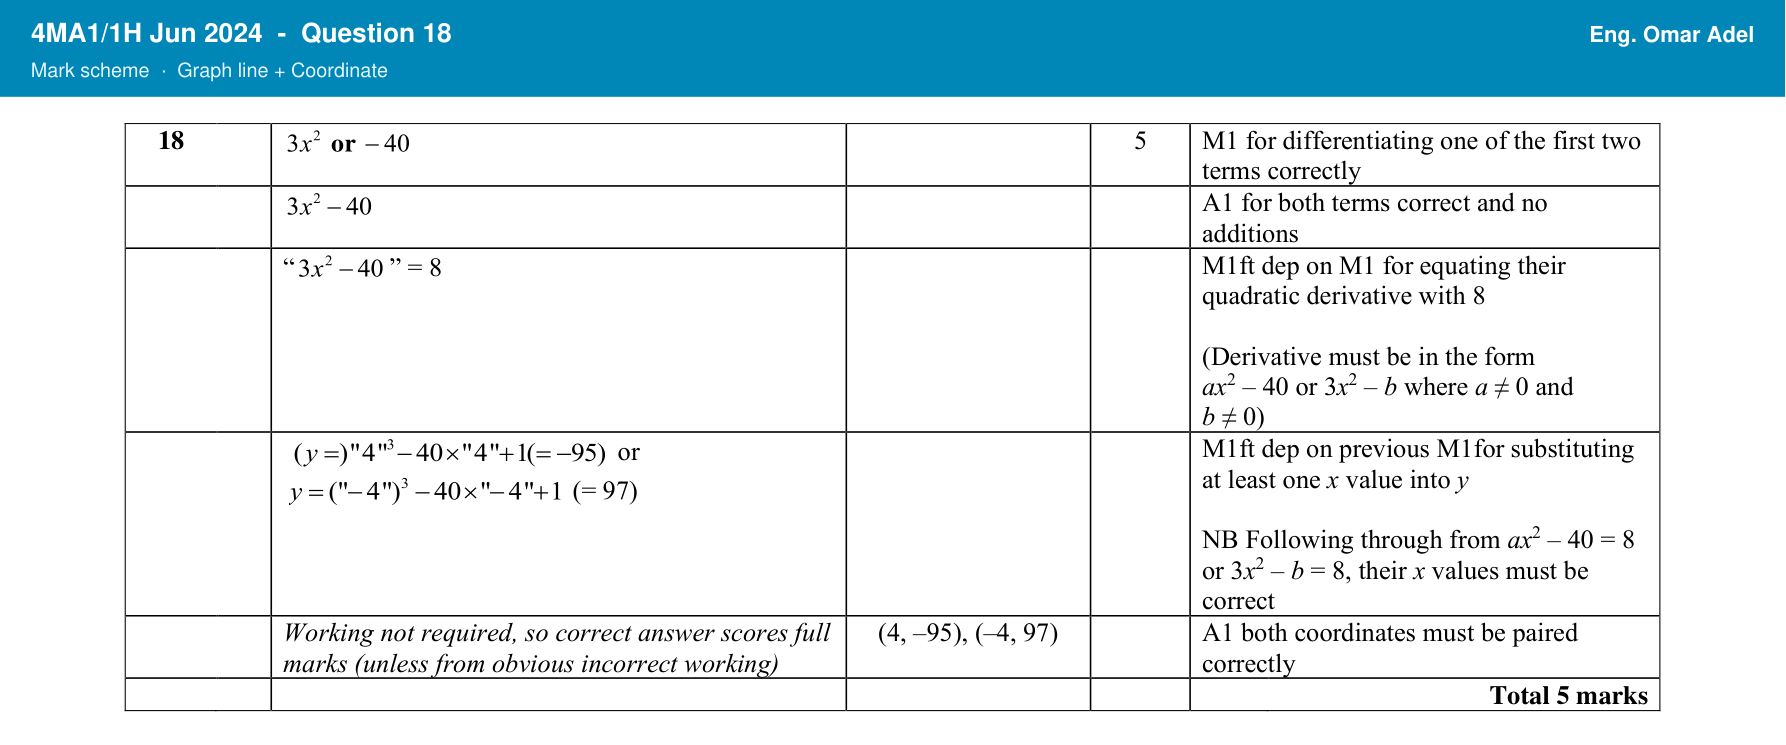 4MA1/1H Jun 2024 - Question 18
Eng. Omar Adel
Mark scheme · Graph line + Coordinate
18
3x² or – 40
5
M1 for differentiating one of the first two
terms correctly
3x² – 40
A1 for both terms correct and no
additions
“3x² – 40 ” = 8
M1ft dep on M1 for equating their
quadratic derivative with 8
(Derivative must be in the form
ax² – 40 or 3x² – b where a ≠ 0 and
b ≠ 0)
(y =)"4"³ – 40×"4"+1(= –95) or
y = ("– 4")³ – 40×"– 4"+1 (= 97)
M1ft dep on previous M1for substituting
at least one x value into y
NB Following through from ax² – 40 = 8
or 3x² – b = 8, their x values must be
correct
Working not required, so correct answer scores full
marks (unless from obvious incorrect working)
(4, –95), (–4, 97)
A1 both coordinates must be paired
correctly
Total 5 marks